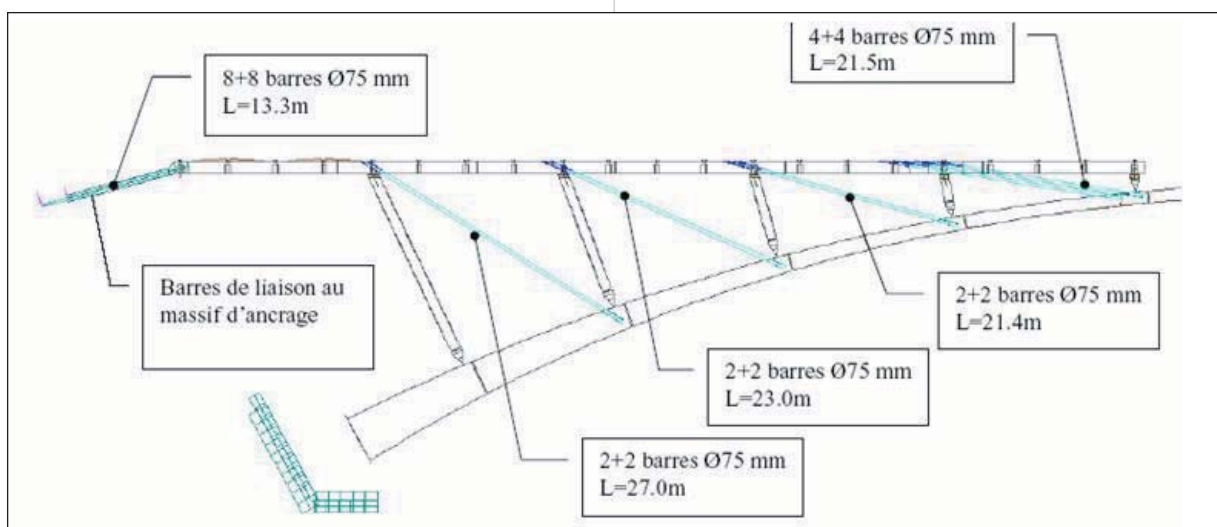 4+4 barres Ø75 mm
L=21.5m
8+8 barres Ø75 mm
L=13.3m
Barres de liaison au
massif d'ancrage
2+2 barres Ø75 mm
L=21.4m
2+2 barres Ø75 mm
L=23.0m
2+2 barres Ø75 mm
L=27.0m